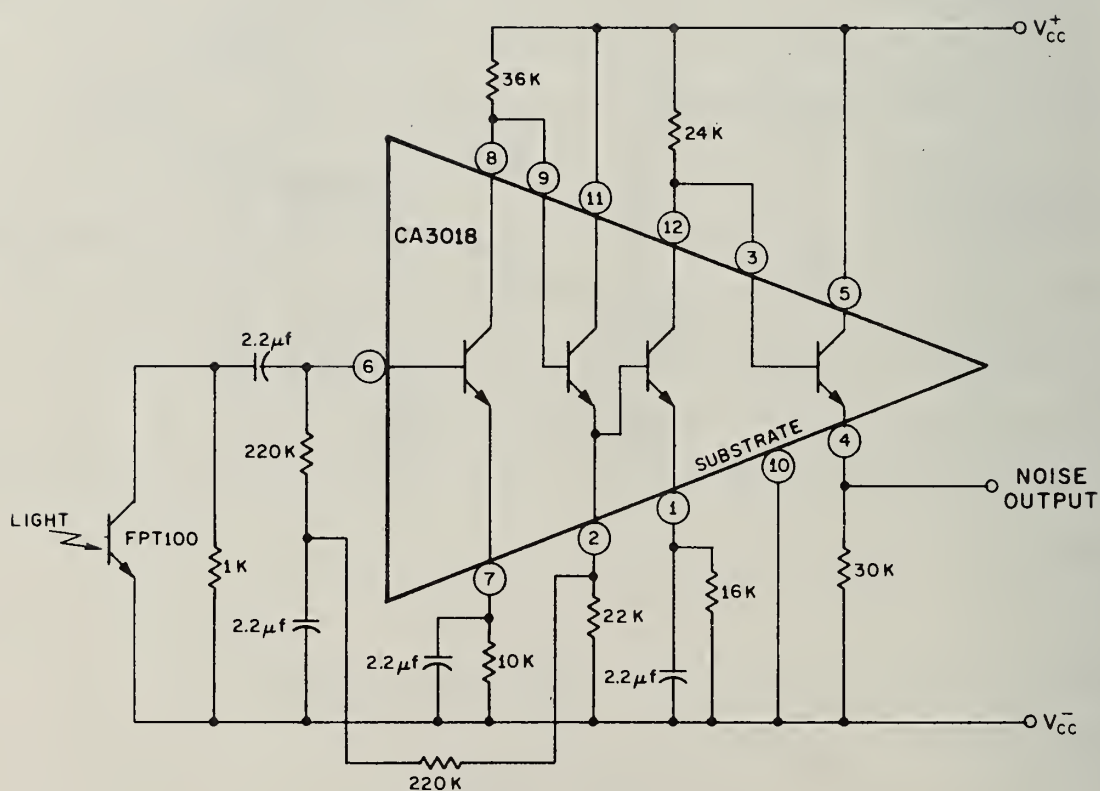 V+CC
36K
24K
8
9
11
12
3
5
CA3018
2.2μf
6
220K
SUBSTRATE
4
10
NOISE
OUTPUT
LIGHT
FPT100
1K
1
2
7
16K
30K
22K
2.2μf
2.2μf
10K
2.2μf
V-CC
220K